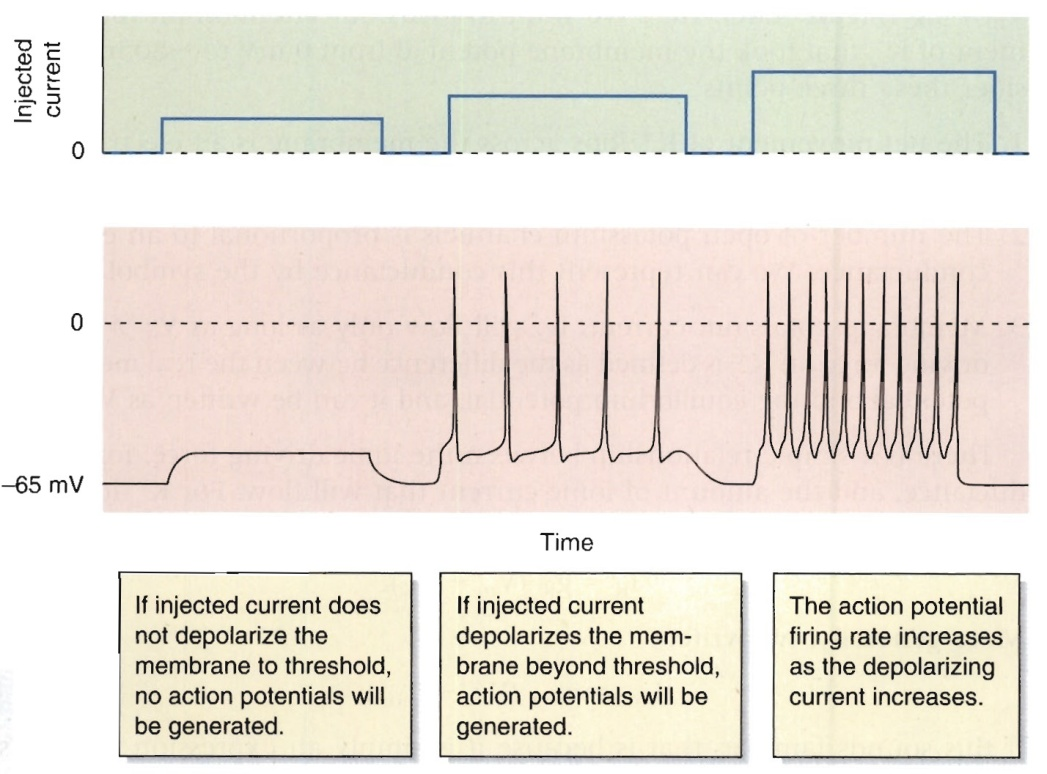 Injected
current
0
0
–65 mV
Time
If injected current does
not depolarize the
membrane to threshold,
no action potentials will
be generated.
If injected current
depolarizes the mem-
brane beyond threshold,
action potentials will be
generated.
The action potential
firing rate increases
as the depolarizing
current increases.